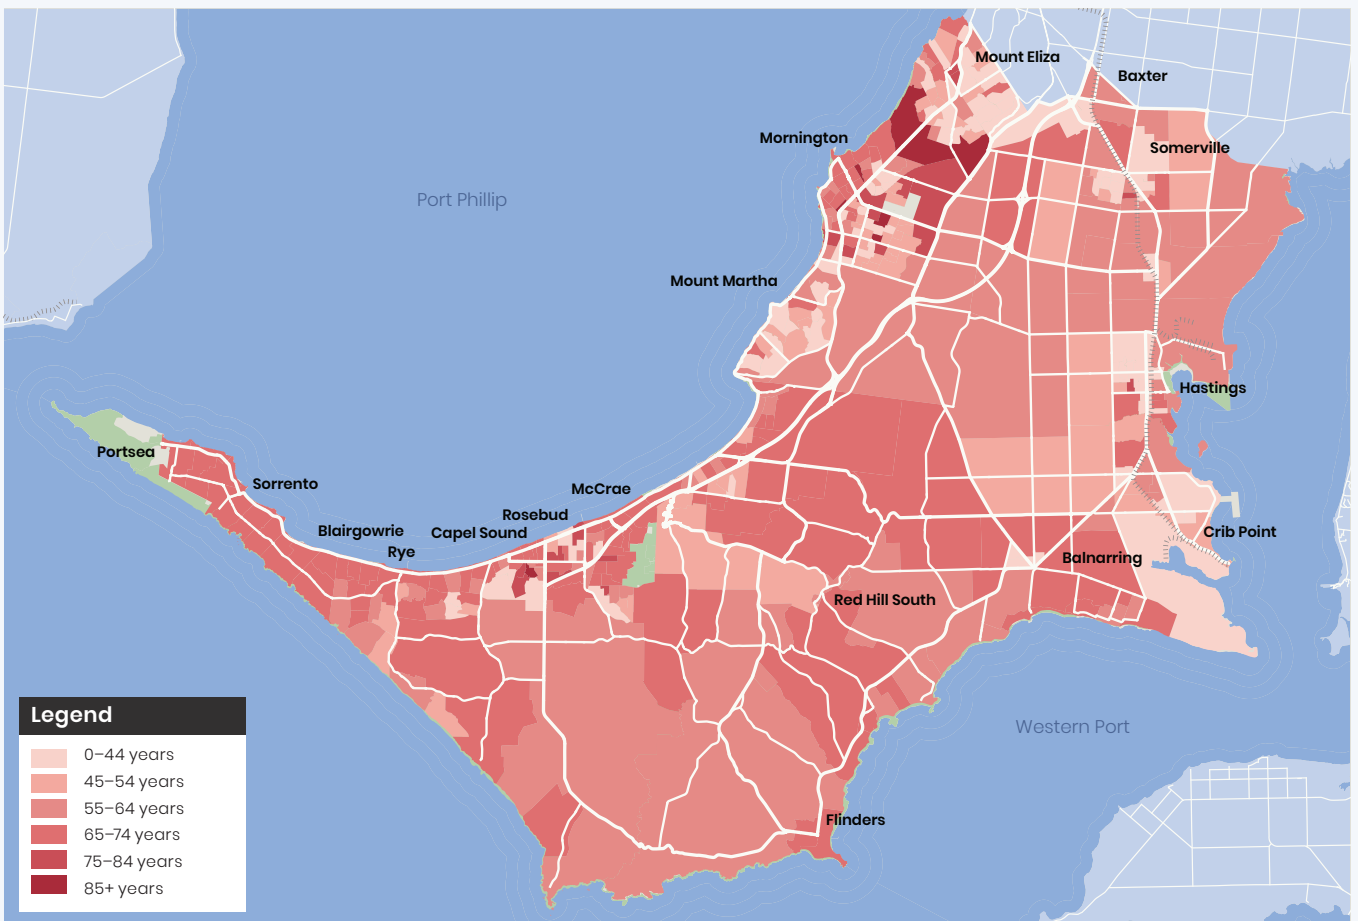 Mount Eliza
Baxter
Mornington
Somerville
Port Phillip
Mount Martha
Hastings
Portsea
Sorrento
McCrae
Rosebud
Blairgowrie
Capel Sound
Crib Point
Rye
Balnarring
Red Hill South
Western Port
Flinders
Legend
0–44 years
45–54 years
55–64 years
65–74 years
75–84 years
85+ years